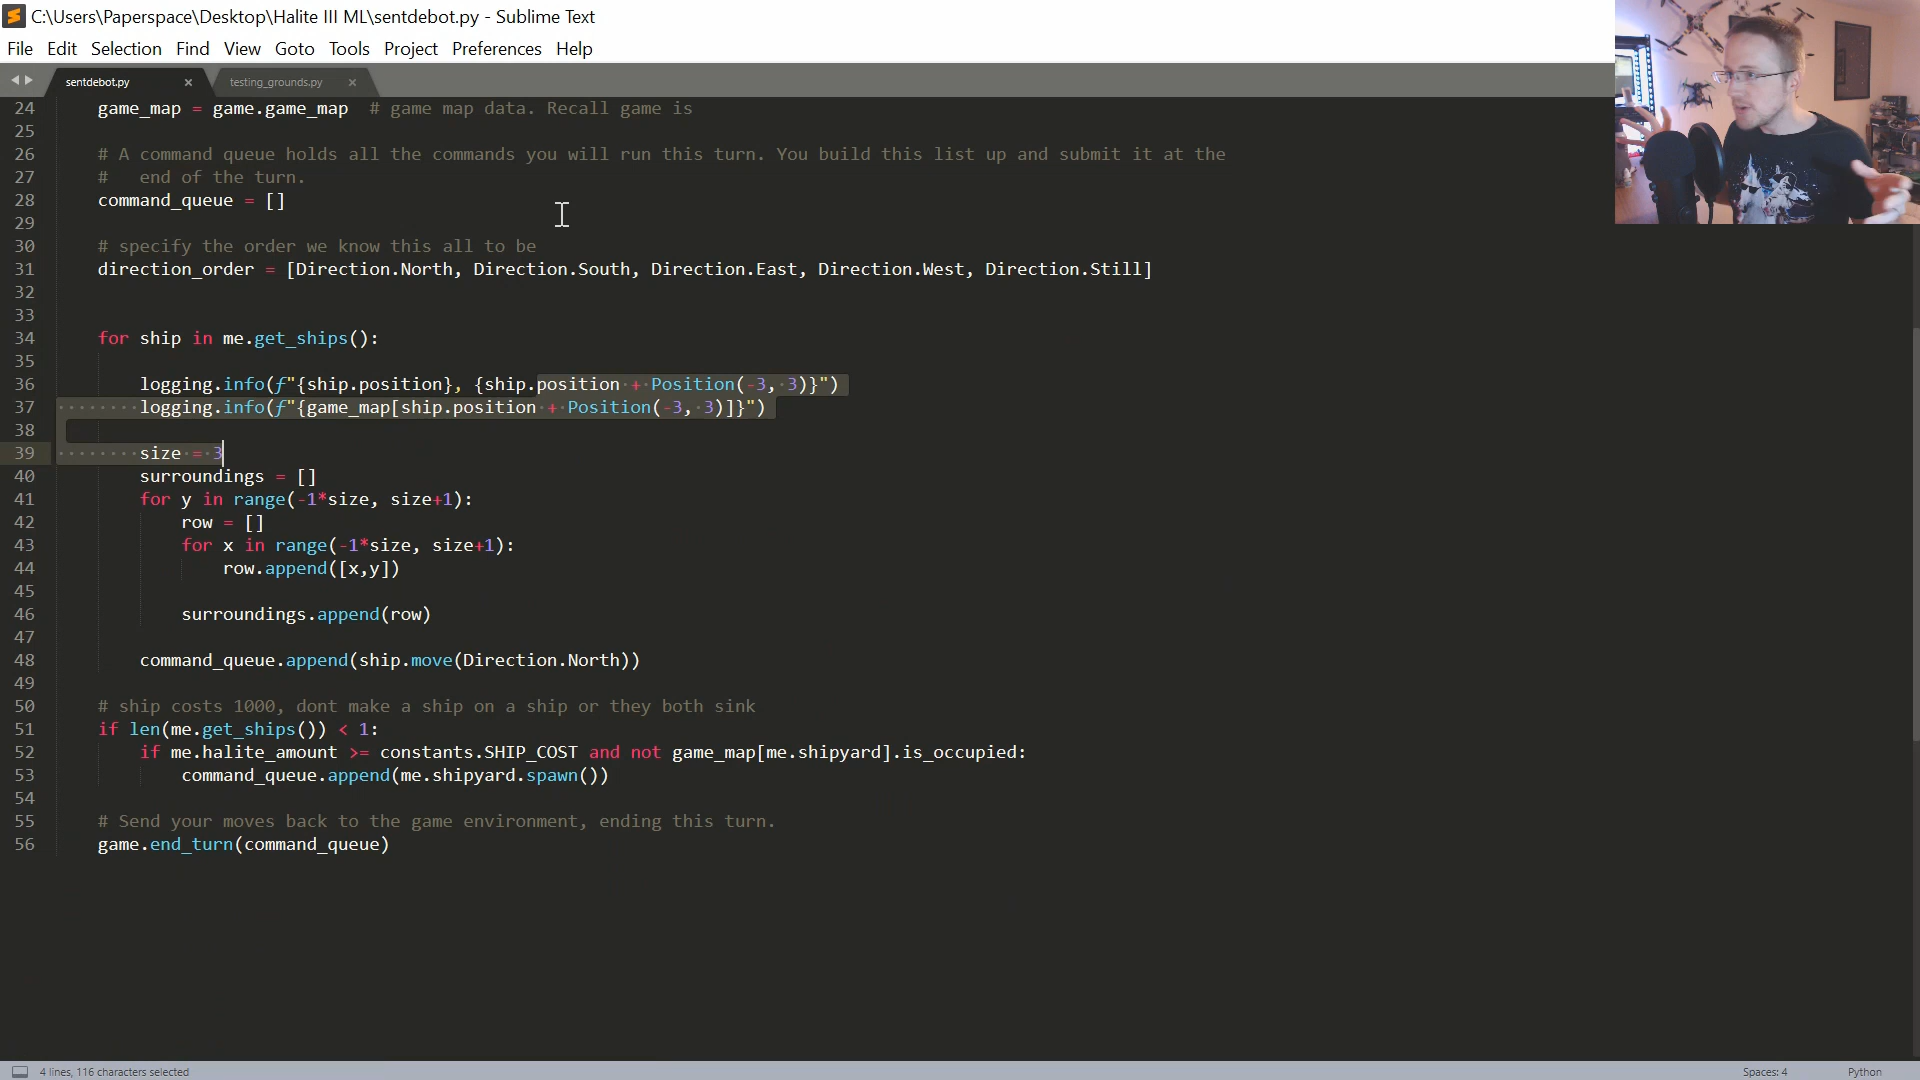 C:\Users\Paperspace\Desktop\Halite III ML\sentdebot.py - Sublime Text
File Edit Selection Find View Goto Tools Project Preferences Help
sentdebot.py × testing_grounds.py ×
24 game_map = game.game_map # game map data. Recall game is
25
26 # A command queue holds all the commands you will run this turn. You build this list up and submit it at the
27 #   end of the turn.
28 command_queue = []
29
30 # specify the order we know this all to be
31 direction_order = [Direction.North, Direction.South, Direction.East, Direction.West, Direction.Still]
32
33
34 for ship in me.get_ships():
35
36 logging.info(f"{ship.position}, {ship.position + Position(-3, 3)}")
37 logging.info(f"{game_map[ship.position + Position(-3, 3)]}")
38
39 size = 3
40 surroundings = []
41 for y in range(-1*size, size+1):
42 row = []
43 for x in range(-1*size, size+1):
44 row.append([x,y])
45
46 surroundings.append(row)
47
48 command_queue.append(ship.move(Direction.North))
49
50 # ship costs 1000, dont make a ship on a ship or they both sink
51 if len(me.get_ships()) < 1:
52 if me.halite_amount >= constants.SHIP_COST and not game_map[me.shipyard].is_occupied:
53 command_queue.append(me.shipyard.spawn())
54
55 # Send your moves back to the game environment, ending this turn.
56 game.end_turn(command_queue)
4 lines, 116 characters selected Spaces: 4 Python